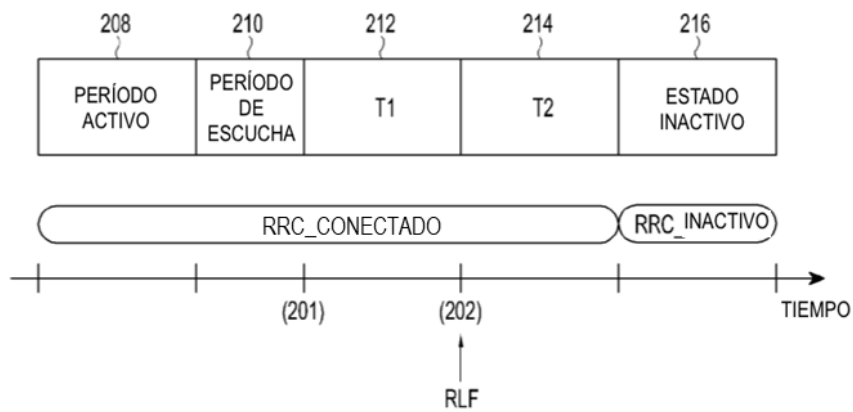 208 210 212 214 216
PERÍODO ACTIVO
PERÍODO DE ESCUCHA
T1
T2
ESTADO INACTIVO
RRC_CONECTADO
RRC_INACTIVO
(201) (202) TIEMPO
RLF